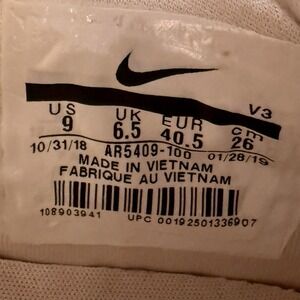 V3
US UK EUR cm
9 6.5 40.5 26
10/31/18 AR5409-100 01/28/19
MADE IN VIETNAM
FABRIQUE AU VIETNAM
108903941 UPC 00192501336907